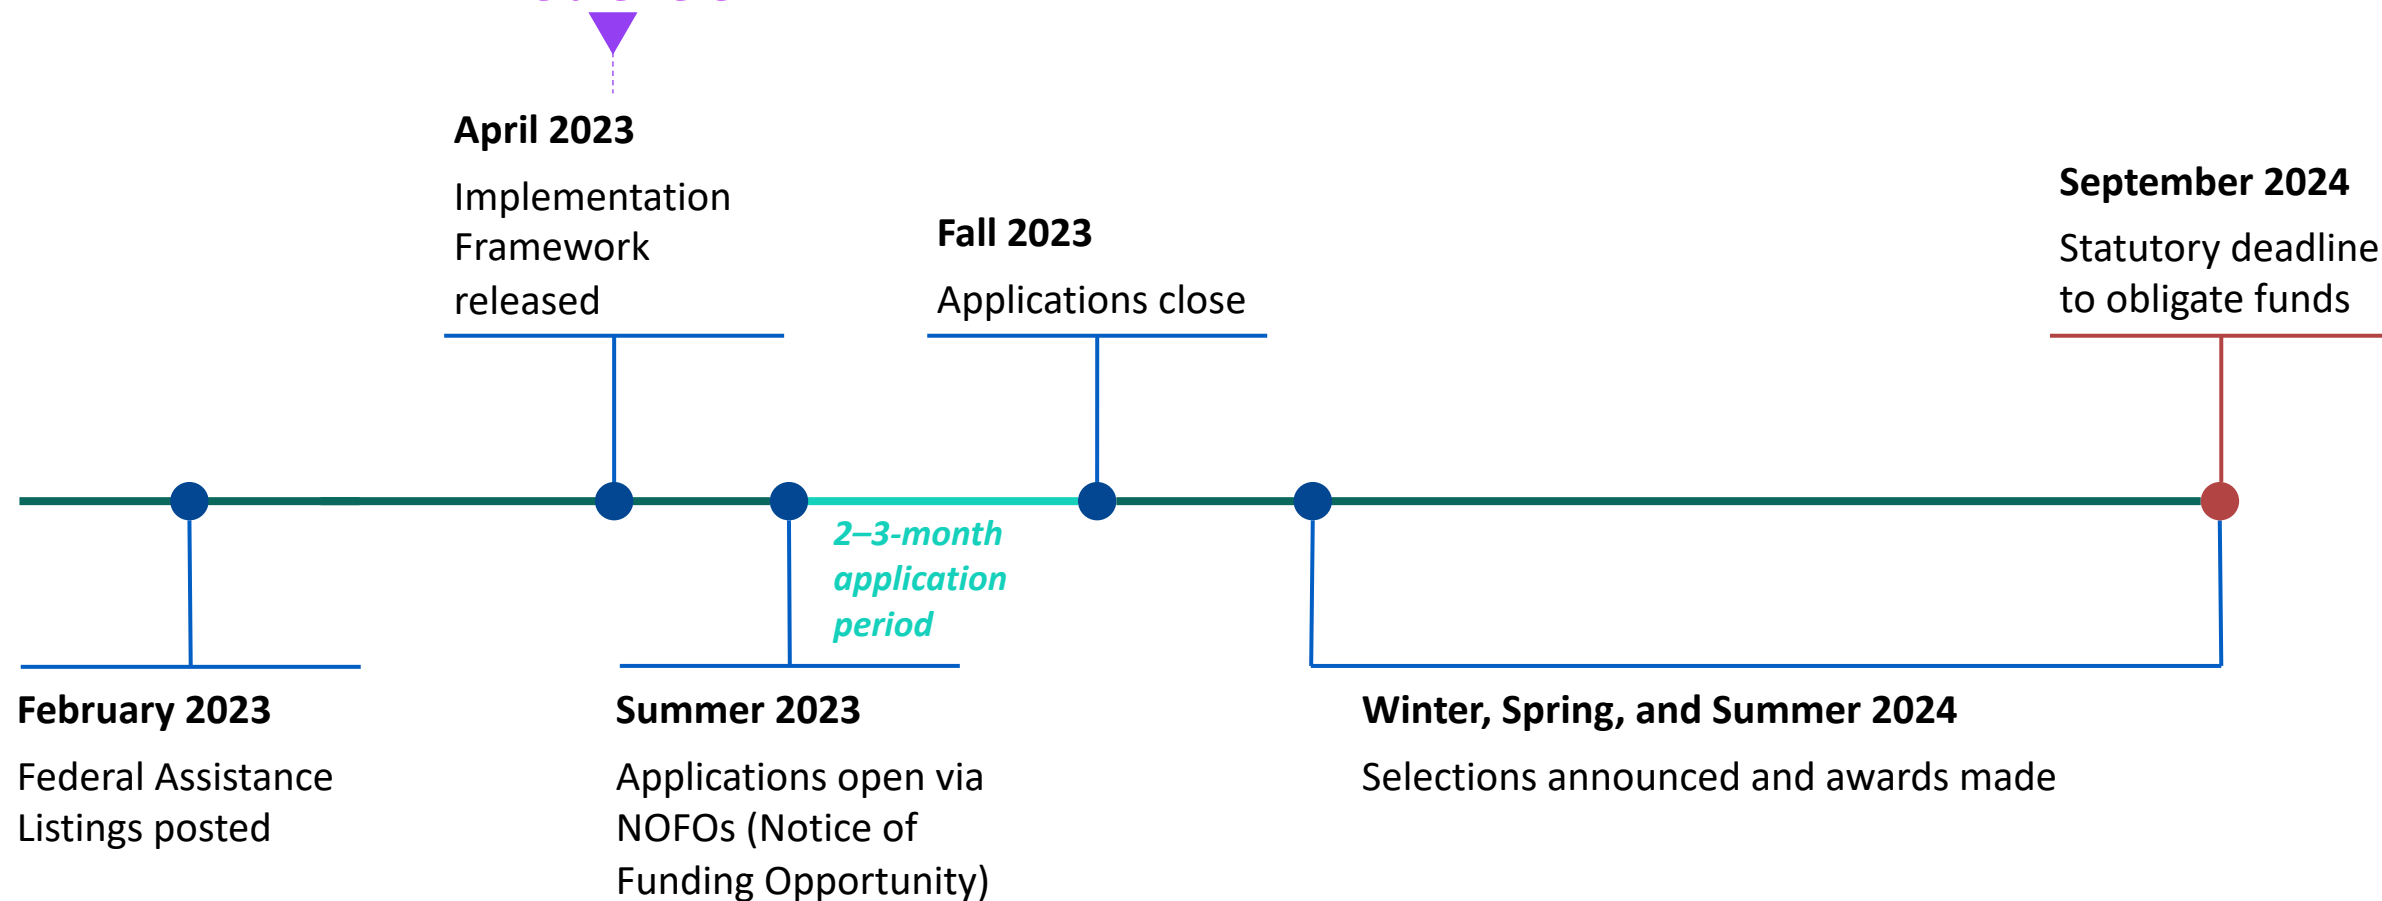 April 2023
Implementation
Framework
released
Fall 2023
Applications close
September 2024
Statutory deadline
to obligate funds
2–3-month
application
period
February 2023
Federal Assistance
Listings posted
Summer 2023
Applications open via
NOFOs (Notice of
Funding Opportunity)
Winter, Spring, and Summer 2024
Selections announced and awards made